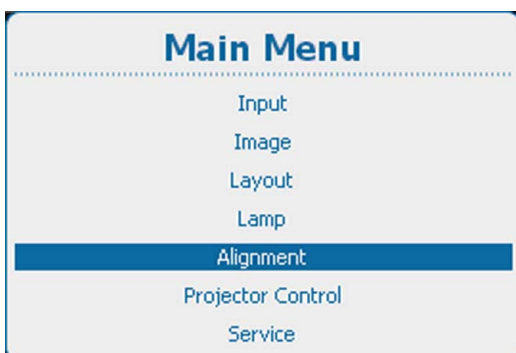 Main Menu
Input
Image
Layout
Lamp
Alignment
Projector Control
Service